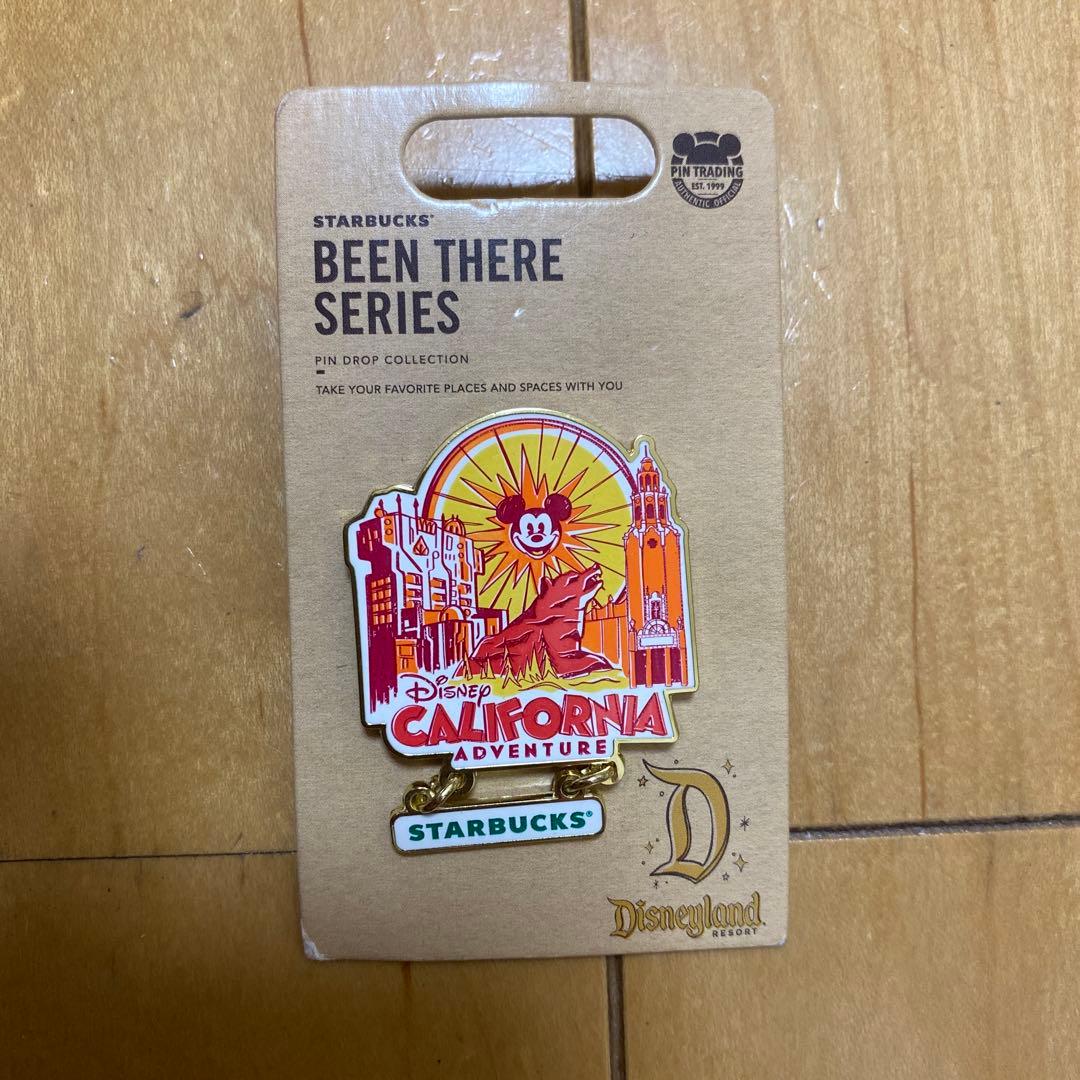 PIN TRADING
EST. 1999
AUTHENTIC OFFICIAL
STARBUCKS®
BEEN THERE
SERIES
PIN DROP COLLECTION
TAKE YOUR FAVORITE PLACES AND SPACES WITH YOU
Disney
CALIFORNIA
ADVENTURE
STARBUCKS®
D
Disneyland
RESORT